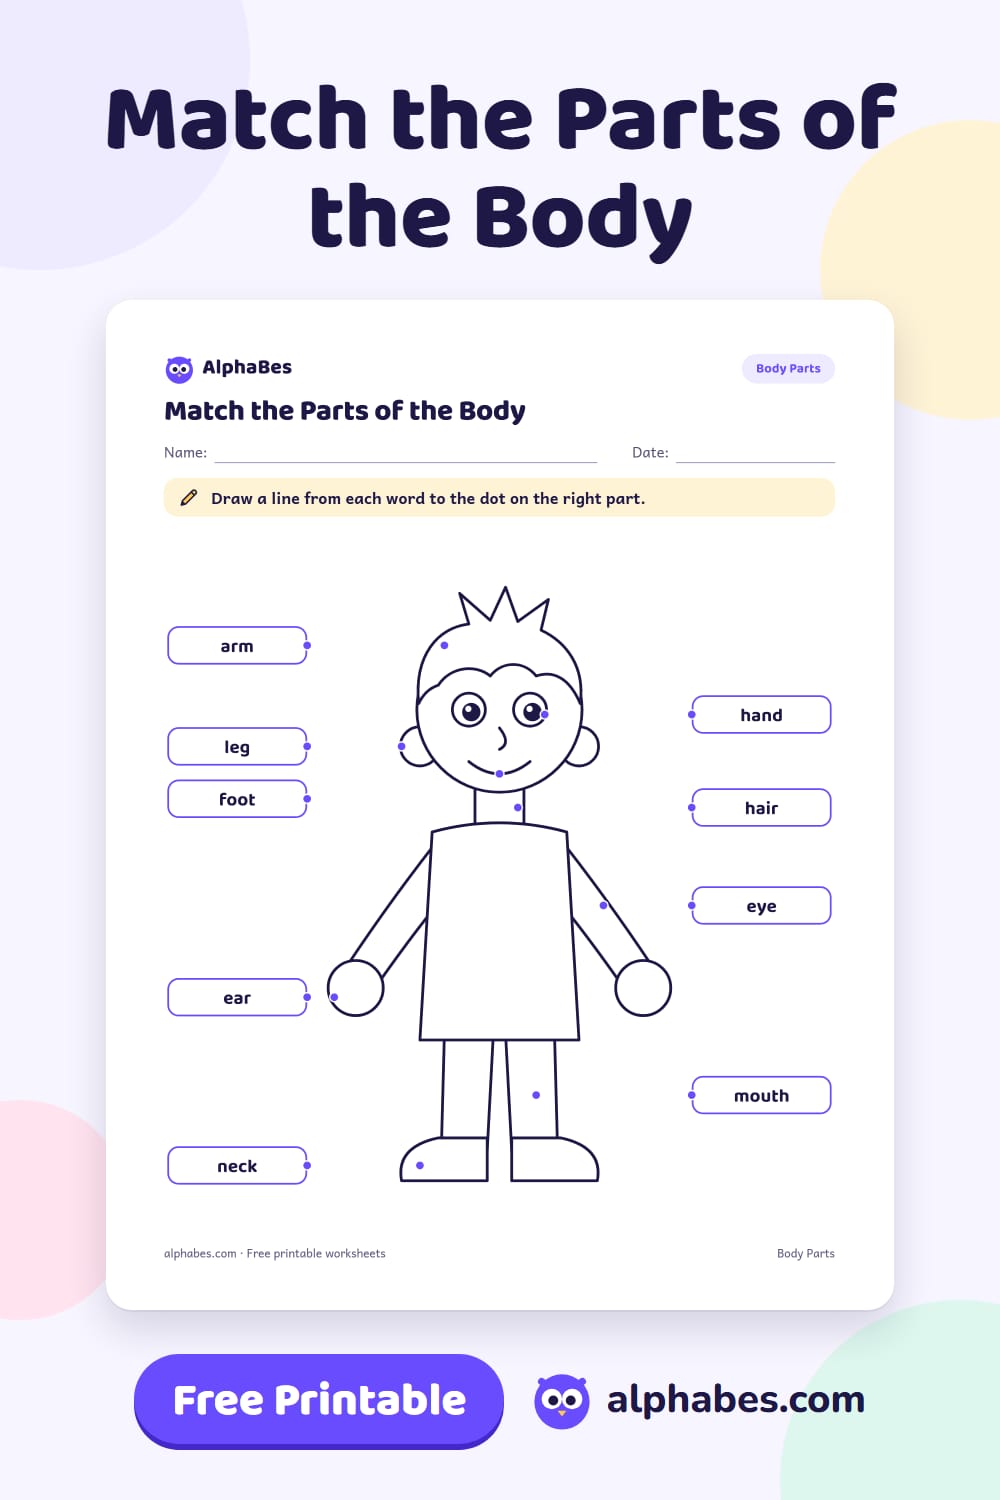 Match the Parts of
the Body
AlphaBes
Body Parts
Match the Parts of the Body
Name:
Date:
Draw a line from each word to the dot on the right part.
arm
leg
foot
ear
neck
hand
hair
eye
mouth
alphabes.com · Free printable worksheets
Body Parts
Free Printable
alphabes.com